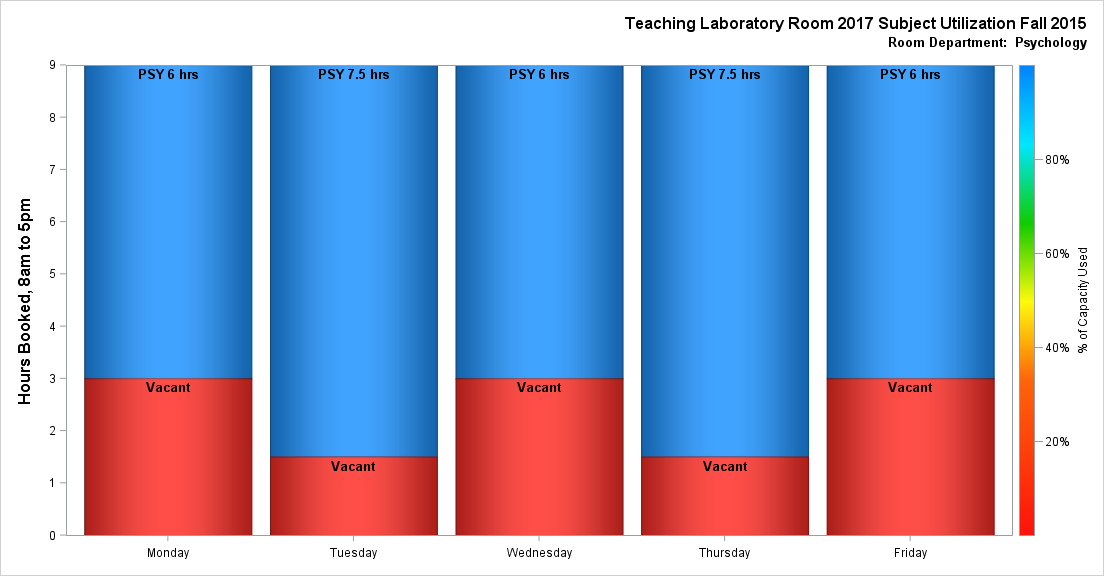 Teaching Laboratory Room 2017 Subject Utilization Fall 2015
Room Department:  Psychology
Hours Booked, 8am to 5pm
9
8
7
6
5
4
3
2
1
0
PSY 6 hrs
PSY 7.5 hrs
PSY 6 hrs
PSY 7.5 hrs
PSY 6 hrs
Vacant
Vacant
Vacant
Vacant
Vacant
Monday
Tuesday
Wednesday
Thursday
Friday
80%
60%
40%
20%
% of Capacity Used